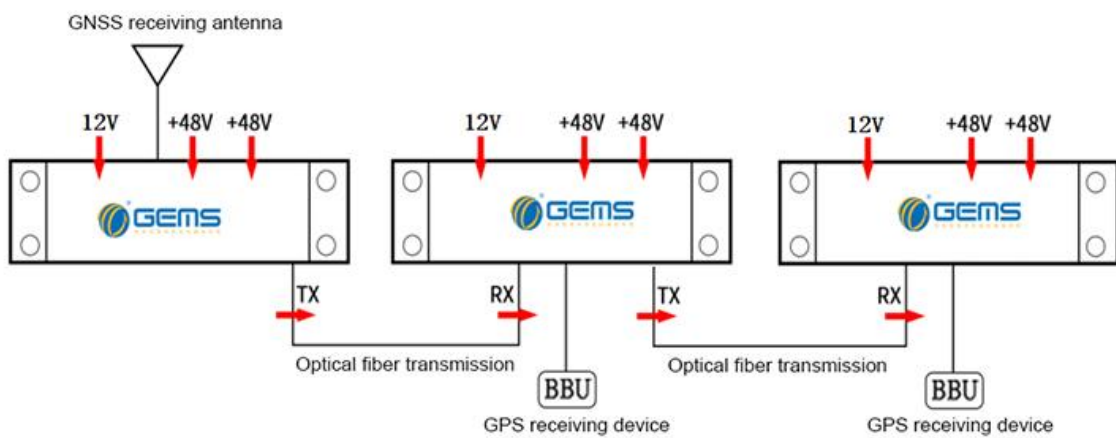 GNSS receiving antenna
12V +48V +48V 12V +48V +48V 12V +48V +48V
GEMS GEMS GEMS
TX RX TX RX
Optical fiber transmission Optical fiber transmission
BBU BBU
GPS receiving device GPS receiving device